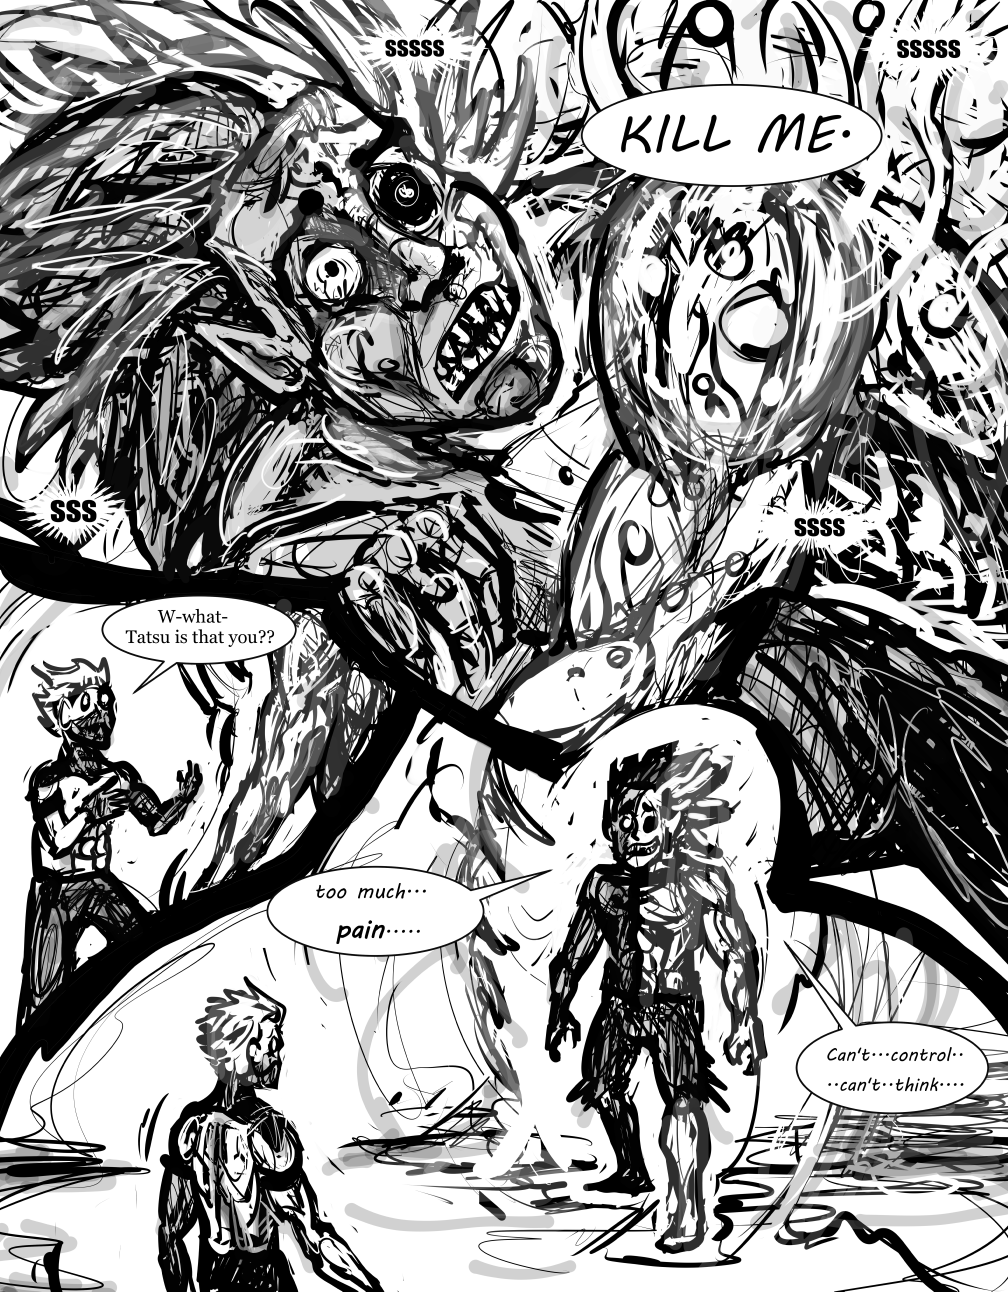 SSSSS
SSSSS
KILL ME.
SSS
SSSS
W-what-
Tatsu is that you??
too much...
pain.....
Can't...control..
..can't..think....